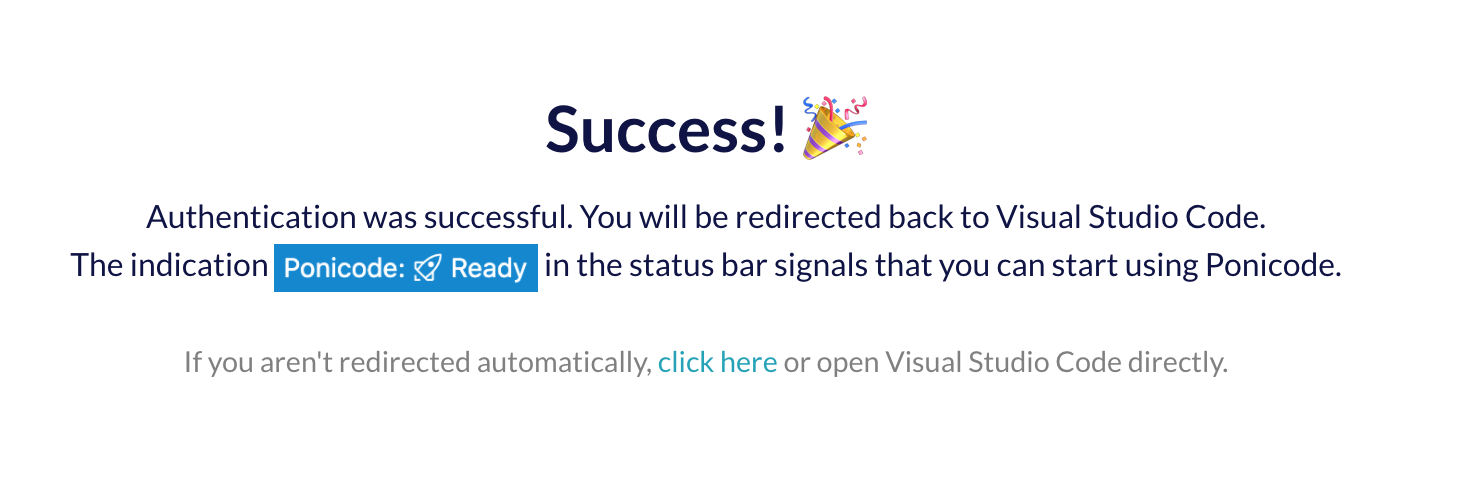 Success! 🎉
Authentication was successful. You will be redirected back to Visual Studio Code.
The indication Ponicode: Ready in the status bar signals that you can start using Ponicode.
If you aren't redirected automatically, click here or open Visual Studio Code directly.